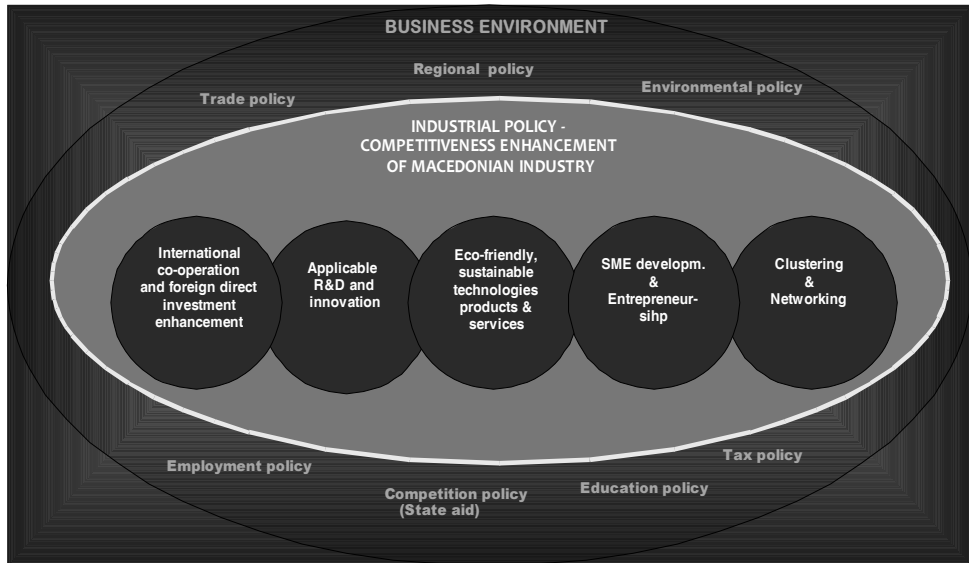 BUSINESS ENVIRONMENT
Regional policy
Trade policy
Environmental policy
INDUSTRIAL POLICY -
COMPETITIVENESS ENHANCEMENT
OF MACEDONIAN INDUSTRY
International
co-operation
and foreign direct
investment
enhancement
Applicable
R&D and
innovation
Eco-friendly,
sustainable
technologies
products &
services
SME developm.
&
Entrepreneur-
sihp
Clustering
&
Networking
Employment policy
Competition policy
(State aid)
Education policy
Tax policy